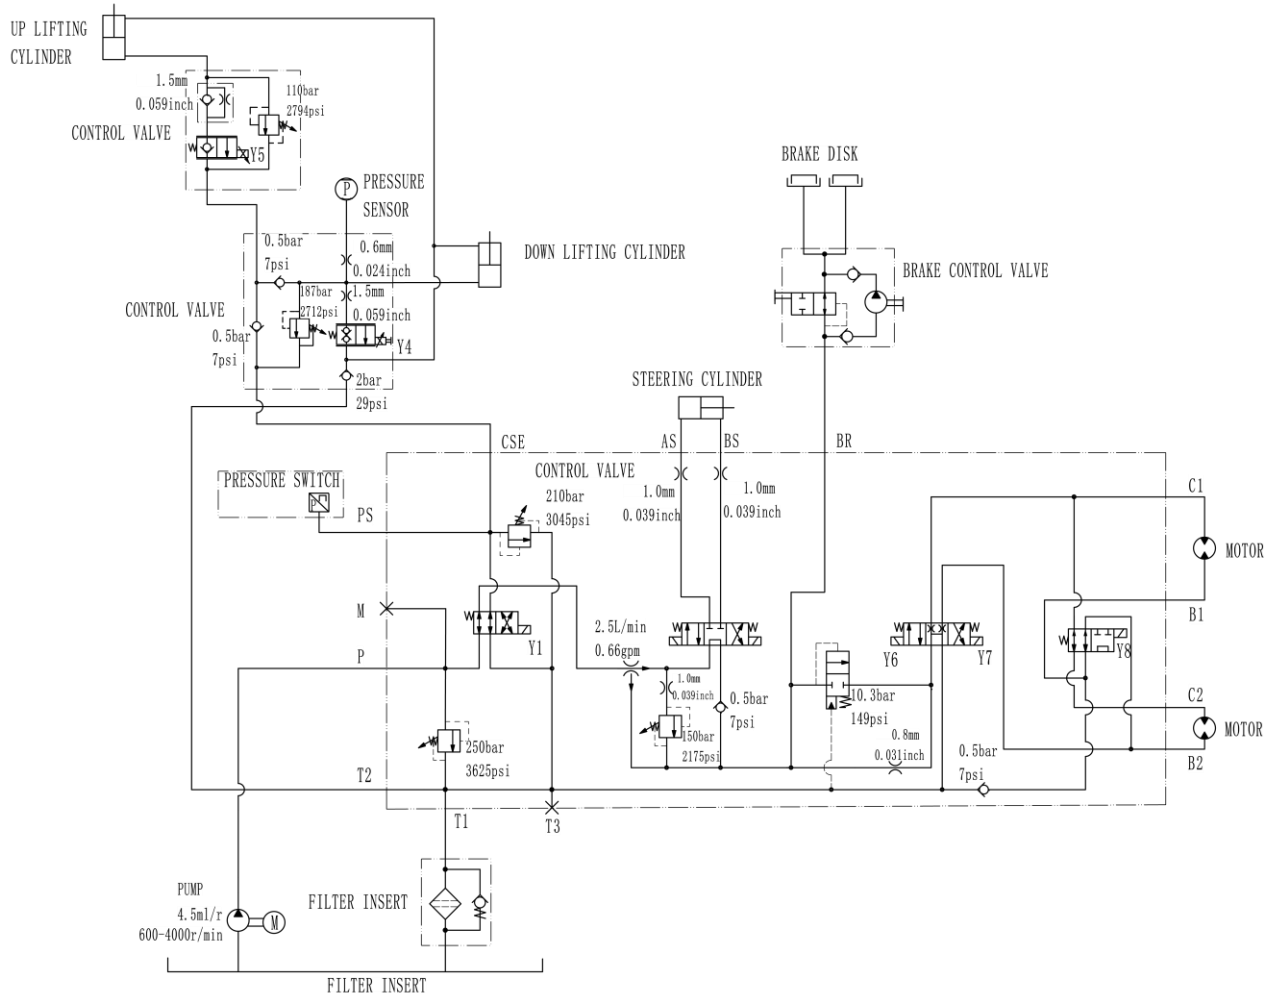 UP LIFTING
CYLINDER
1.5mm
0.059inch
110bar
2794psi
CONTROL VALVE
Y5
P
PRESSURE
SENSOR
BRAKE DISK
0.5bar
7psi
0.6mm
0.024inch
DOWN LIFTING CYLINDER
BRAKE CONTROL VALVE
187bar
2712psi
1.5mm
0.059inch
CONTROL VALVE
0.5bar
7psi
Y4
2bar
29psi
STEERING CYLINDER
CSE
AS
BS
BR
PRESSURE SWITCH
P
CONTROL VALVE
210bar
3045psi
1.0mm
0.039inch
1.0mm
0.039inch
C1
PS
MOTOR
M
B1
2.5L/min
0.66gpm
Y1
Y6
Y7
Y8
P
1.0mm
0.039inch
0.5bar
7psi
10.3bar
149psi
C2
MOTOR
250bar
3625psi
150bar
2175psi
0.8mm
0.031inch
0.5bar
7psi
B2
T2
T1
T3
PUMP
4.5ml/r
600-4000r/min
M
FILTER INSERT
FILTER INSERT